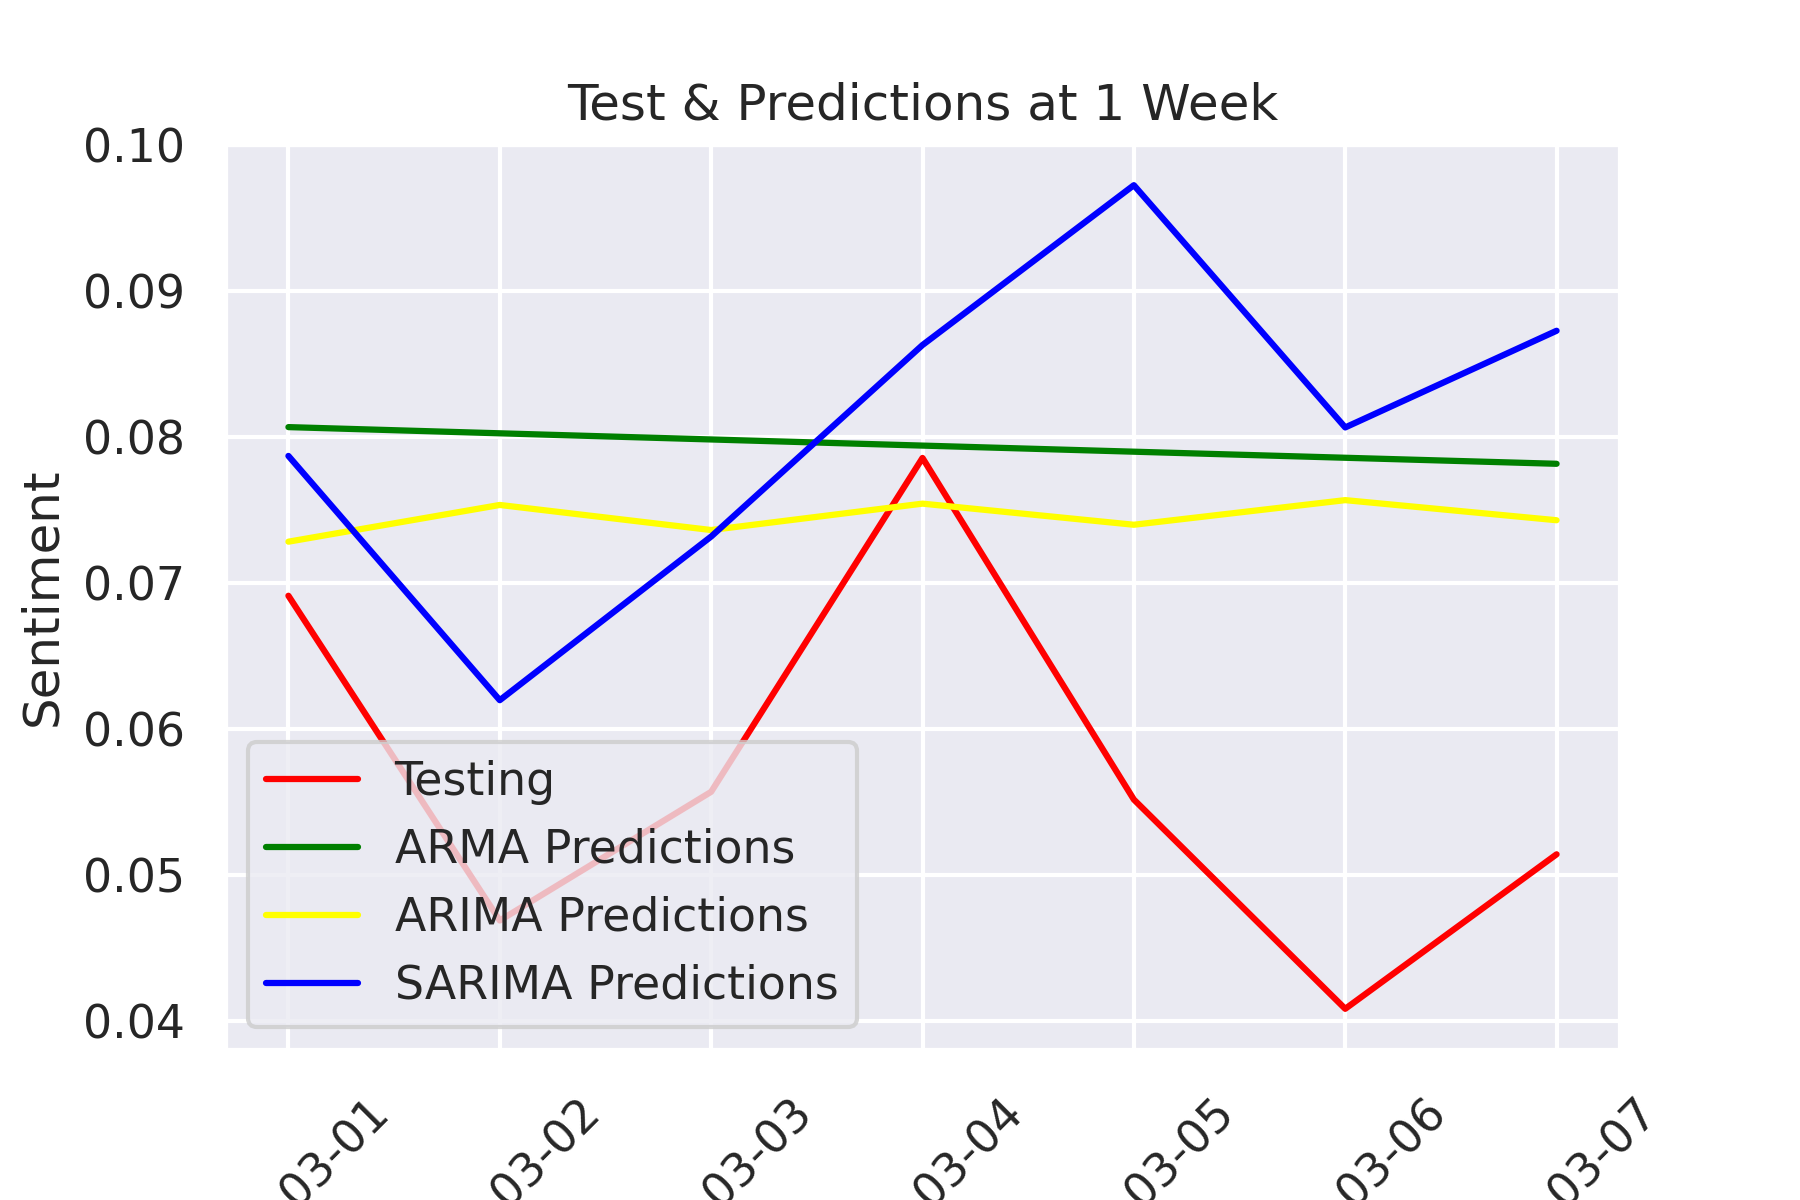 Test & Predictions at 1 Week
0.10
0.09
0.08
0.07
0.06
0.05
0.04
Sentiment
Testing
ARMA Predictions
ARIMA Predictions
SARIMA Predictions
03-01
03-02
03-03
03-04
03-05
03-06
03-07